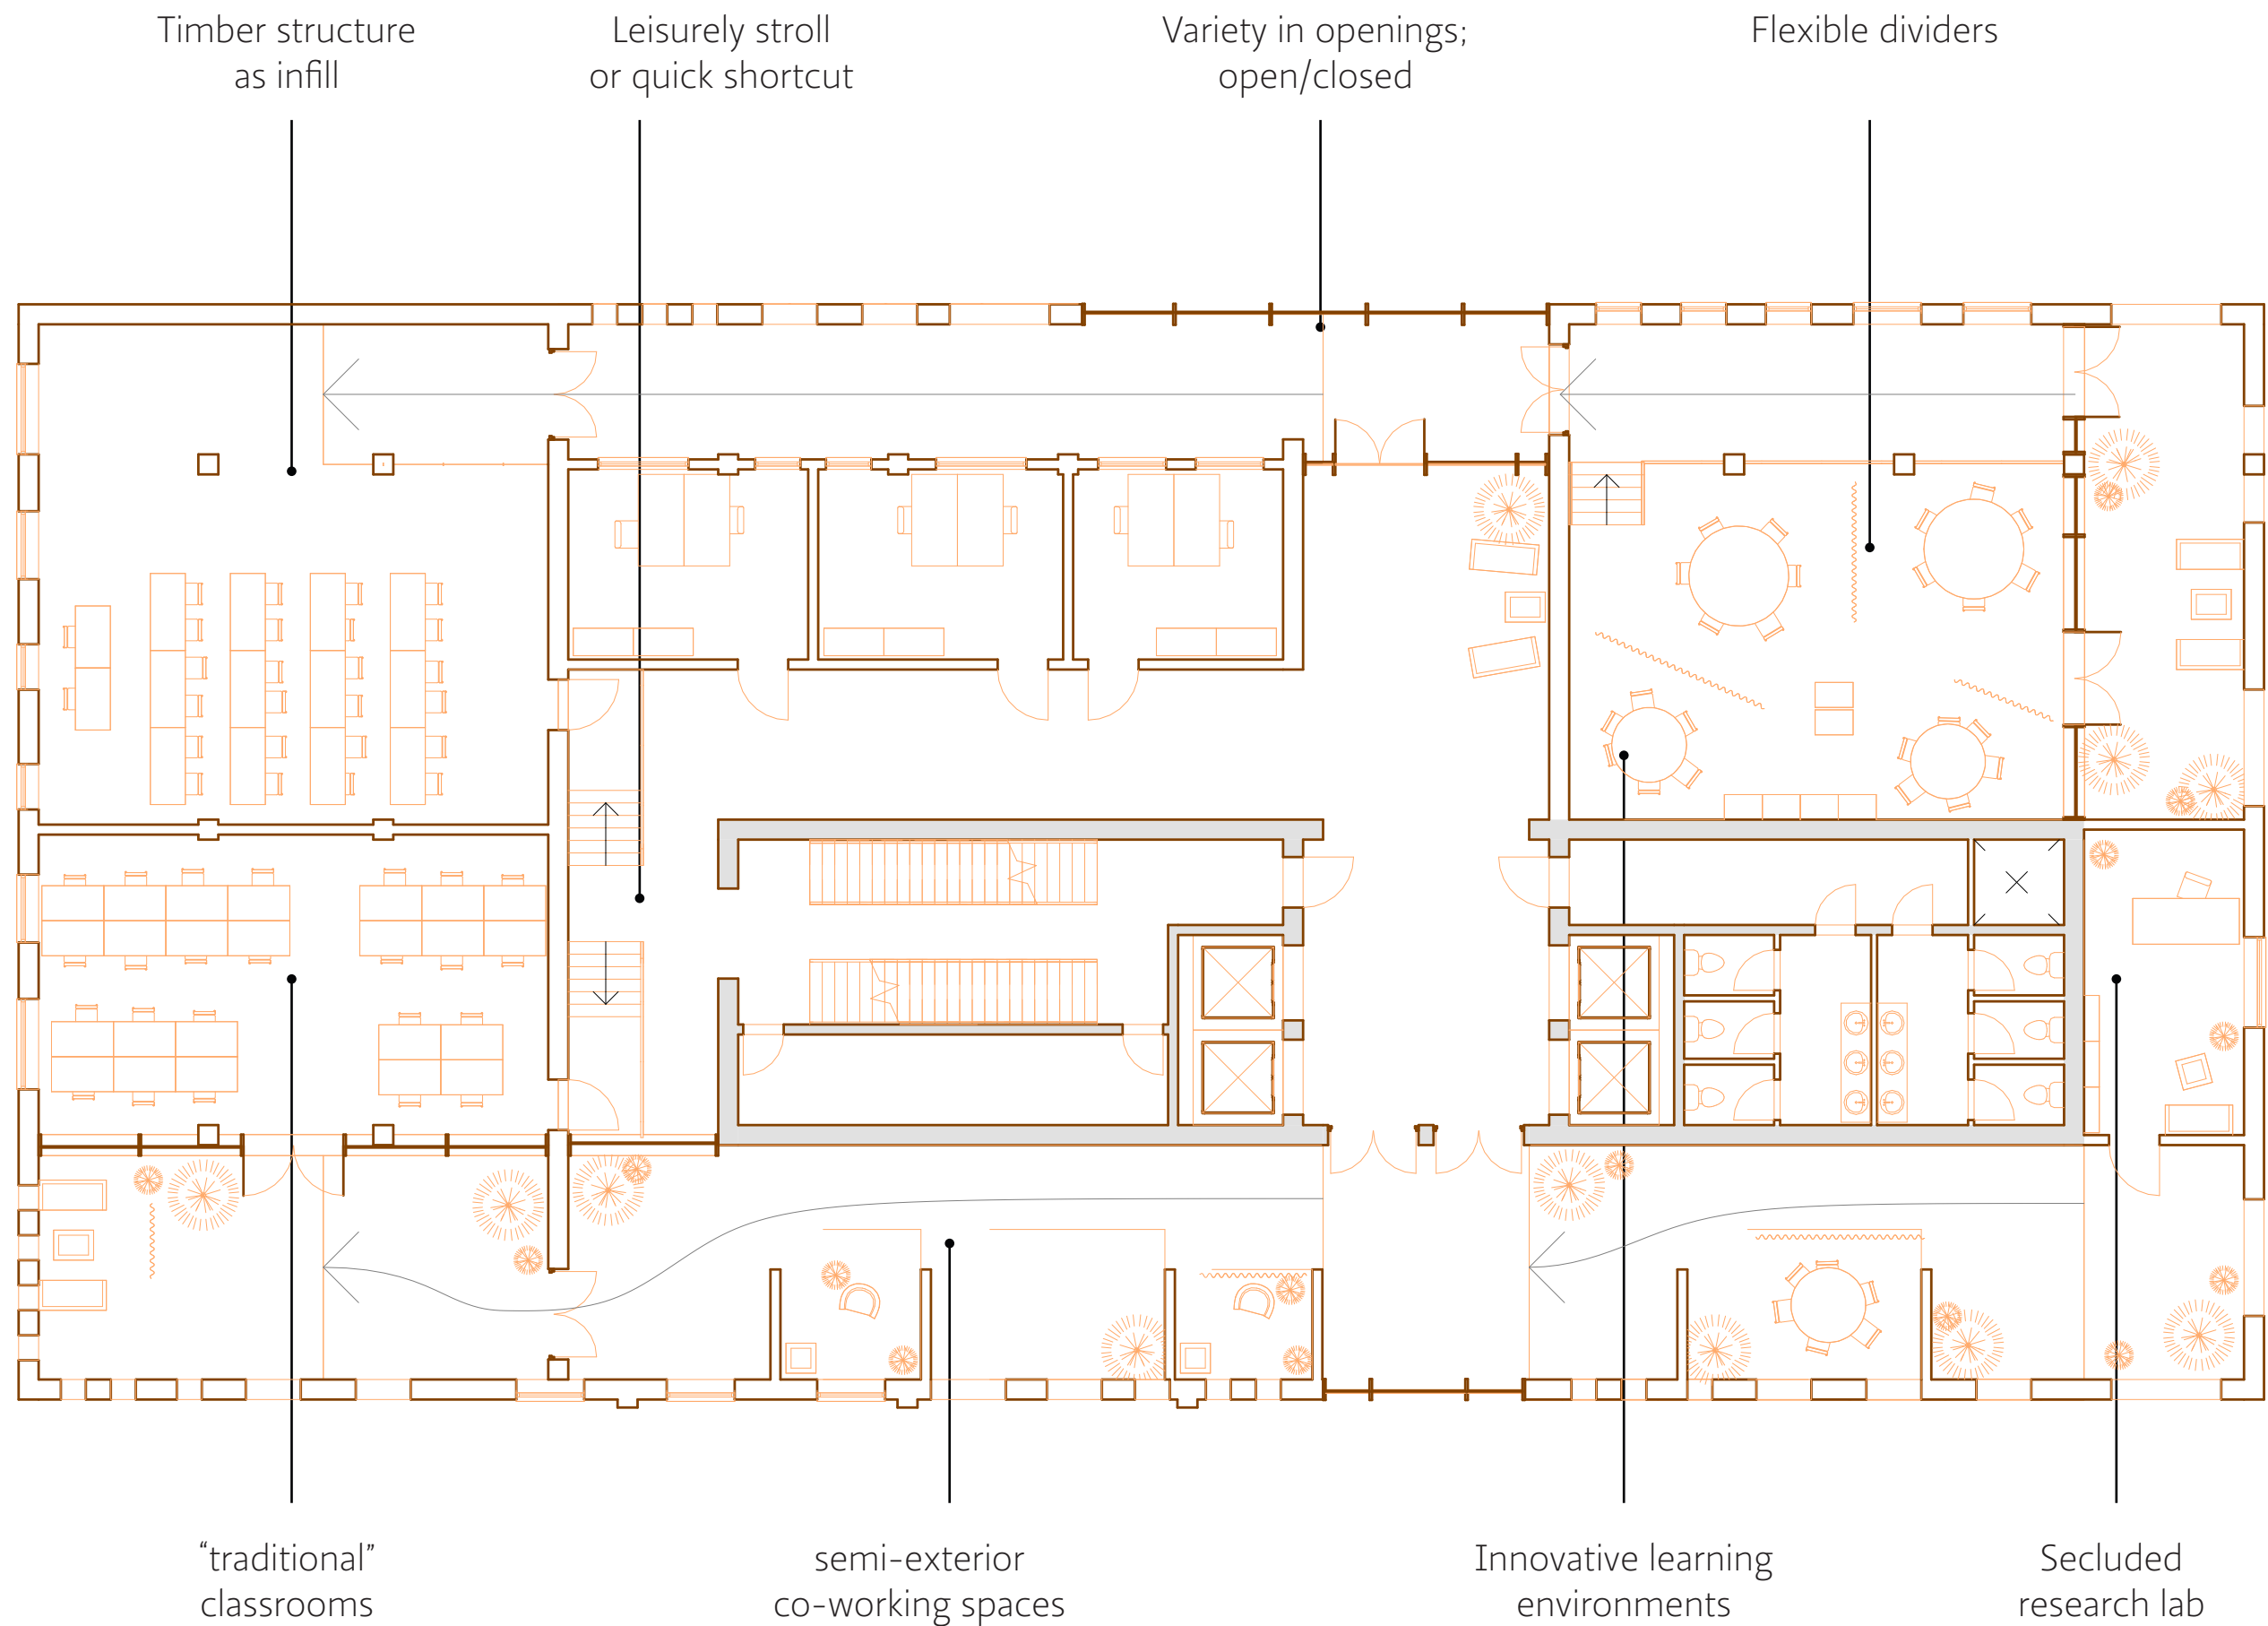 Timber structure
as infill
Leisurely stroll
or quick shortcut
Variety in openings;
open/closed
Flexible dividers
“traditional”
classrooms
semi-exterior
co-working spaces
Innovative learning
environments
Secluded
research lab